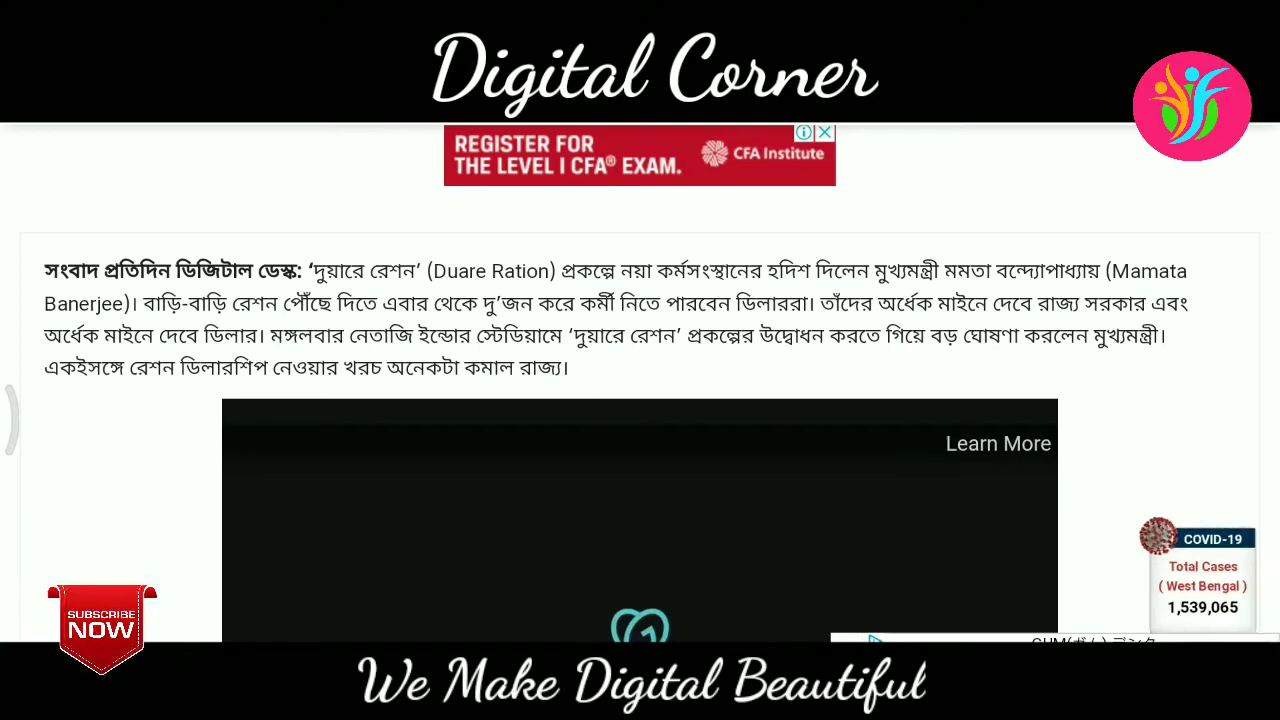 Digital Corner
REGISTER FOR
THE LEVEL I CFA® EXAM.
CFA Institute
সংবাদ প্রতিদিন ডিজিটাল ডেস্ক: ‘দুয়ারে রেশন’ (Duare Ration) প্রকল্পে নয়া কর্মসংস্থানের হদিশ দিলেন মুখ্যমন্ত্রী মমতা বন্দ্যোপাধ্যায় (Mamata
Banerjee)। বাড়ি-বাড়ি রেশন পৌঁছে দিতে এবার থেকে দু’জন করে কর্মী নিতে পারবেন ডিলাররা। তাঁদের অর্ধেক মাইনে দেবে রাজ্য সরকার এবং
অর্ধেক মাইনে দেবে ডিলার। মঙ্গলবার নেতাজি ইন্ডোর স্টেডিয়ামে ‘দুয়ারে রেশন’ প্রকল্পের উদ্বোধন করতে গিয়ে বড় ঘোষণা করলেন মুখ্যমন্ত্রী।
একইসঙ্গে রেশন ডিলারশিপ নেওয়ার খরচ অনেকটা কমাল রাজ্য।
Learn More
COVID-19
Total Cases
( West Bengal )
1,539,065
SUBSCRIBE
NOW
We Make Digital Beautiful